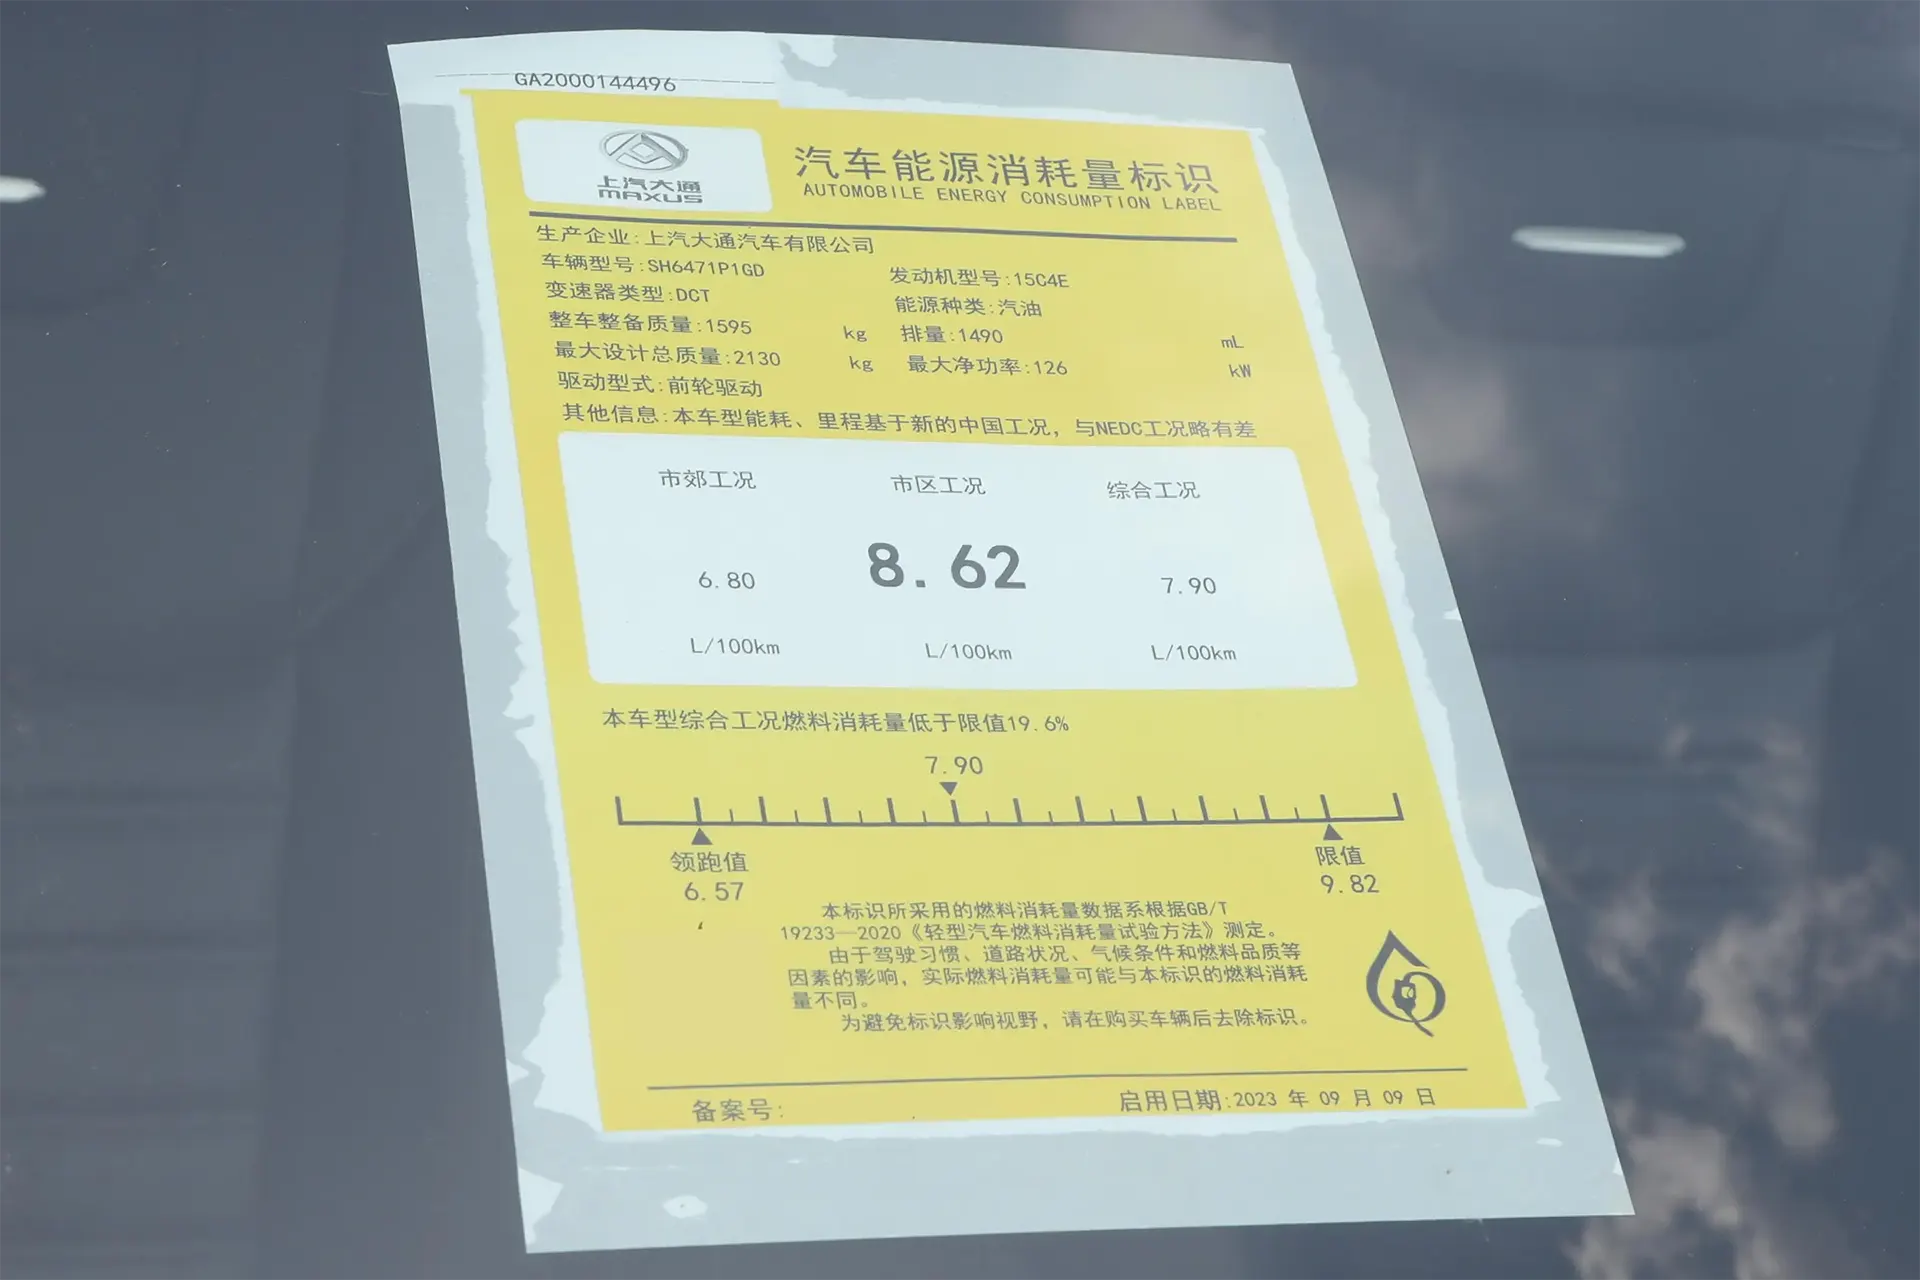 GA2000144496
上汽大通
MAXUS
汽车能源消耗量标识
AUTOMOBILE ENERGY CONSUMPTION LABEL
生产企业:上汽大通汽车有限公司
车辆型号:SH6471P1GD 发动机型号:15C4E
变速器类型:DCT 能源种类:汽油
整车整备质量:1595 kg 排量:1490 mL
最大设计总质量:2130 kg 最大净功率:126 kW
驱动型式:前轮驱动
其他信息:本车型能耗、里程基于新的中国工况，与NEDC工况略有差
市郊工况 市区工况 综合工况
6.80 8.62 7.90
L/100km L/100km L/100km
本车型综合工况燃料消耗量低于限值19.6%
7.90
领跑值 限值
6.57 9.82
本标识所采用的燃料消耗量数据系根据GB/T
19233—2020《轻型汽车燃料消耗量试验方法》测定。
由于驾驶习惯、道路状况、气候条件和燃料品质等
因素的影响，实际燃料消耗量可能与本标识的燃料消耗
量不同。
为避免标识影响视野，请在购买车辆后去除标识。
备案号: 启用日期:2023 年 09 月 09 日